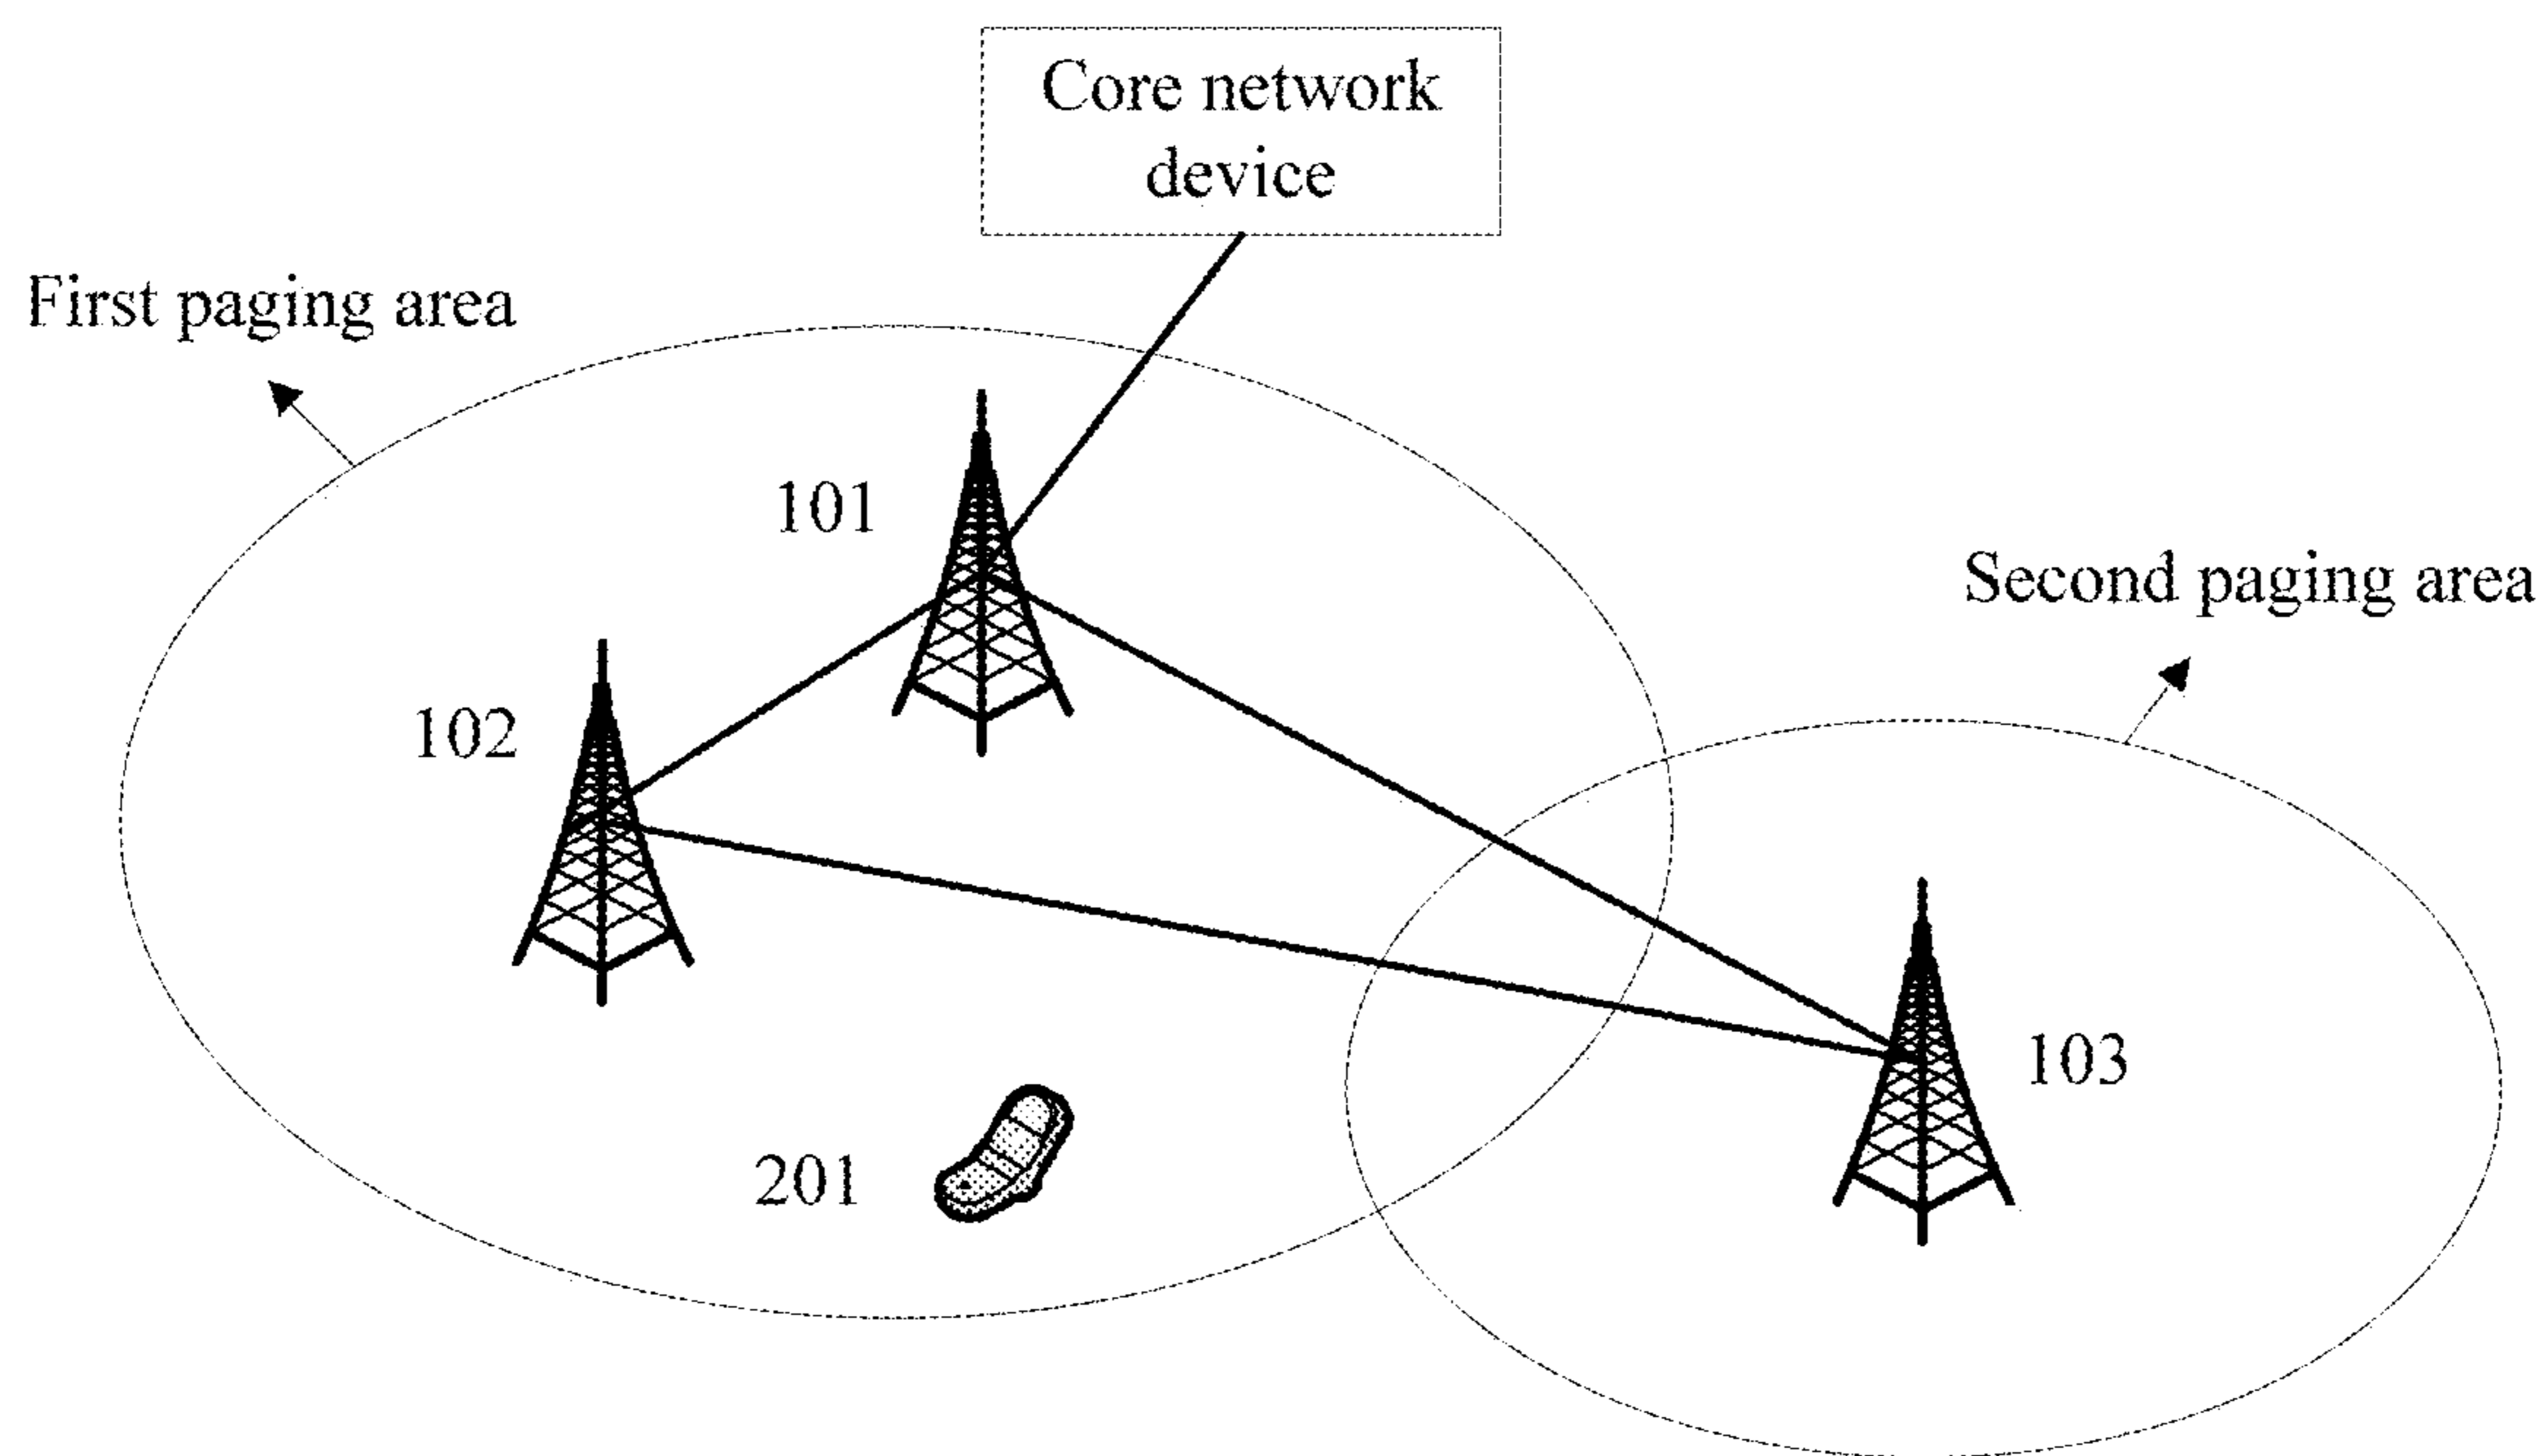 Core network
device
First paging area
101
Second paging area
102
103
201